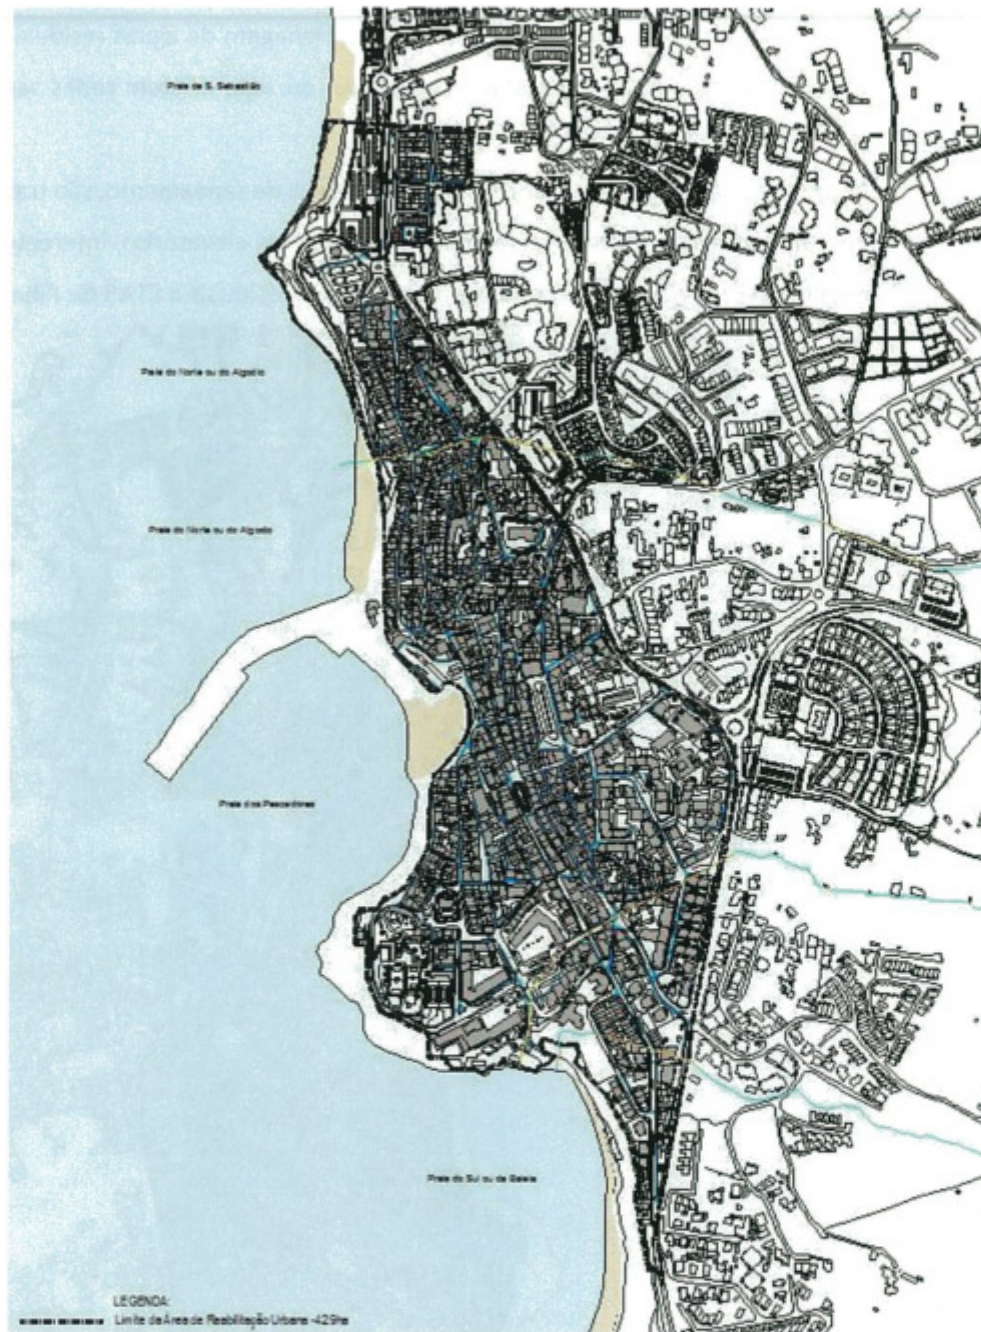 Praia de S. Sebastião
Praia do Norte ou do Algodio
Praia do Norte ou do Algodio
Praia dos Pescadores
Praia do Sul ou da Baleia
LEGENDA:
Limite da Área de Reabilitação Urbana -42.9ha